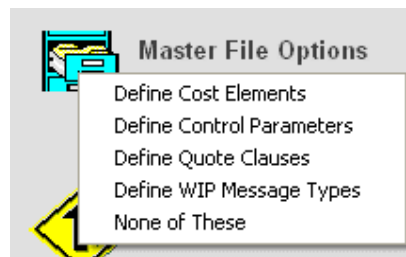 Master File Options
Define Cost Elements
Define Control Parameters
Define Quote Clauses
Define WIP Message Types
None of These